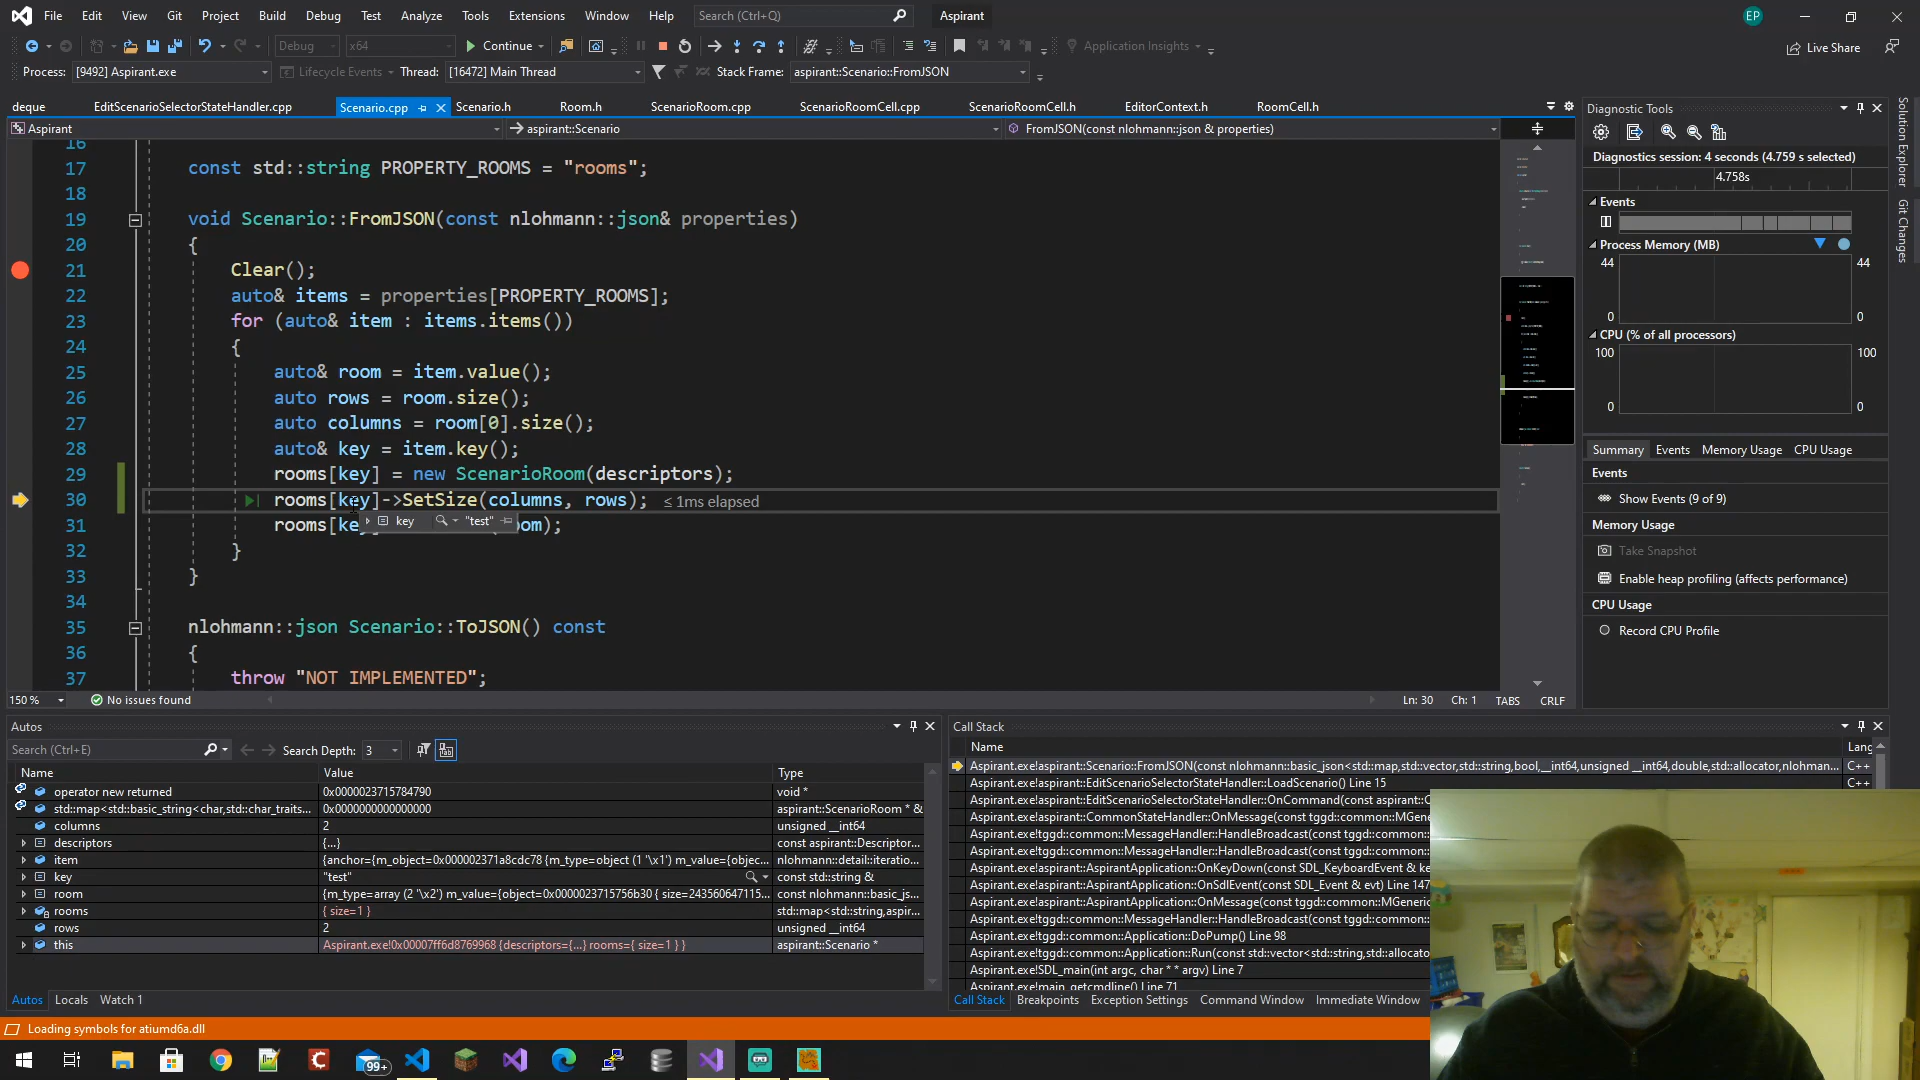 File Edit View Git Project Build Debug Test Analyze Tools Extensions Window Help Search (Ctrl+Q) Aspirant EP
Debug x64 Continue Application Insights Live Share
Process: [9492] Aspirant.exe Lifecycle Events Thread: [16472] Main Thread Stack Frame: aspirant::Scenario::FromJSON
deque EditScenarioSelectorStateHandler.cpp Scenario.cpp Scenario.h Room.h ScenarioRoom.cpp ScenarioRoomCell.cpp ScenarioRoomCell.h EditorContext.h RoomCell.h
Aspirant aspirant::Scenario FromJSON(const nlohmann::json & properties)
16
17 const std::string PROPERTY_ROOMS = "rooms";
18
19 void Scenario::FromJSON(const nlohmann::json& properties)
20 {
21 Clear();
22 auto& items = properties[PROPERTY_ROOMS];
23 for (auto& item : items.items())
24 {
25 auto& room = item.value();
26 auto rows = room.size();
27 auto columns = room[0].size();
28 auto& key = item.key();
29 rooms[key] = new ScenarioRoom(descriptors);
30 rooms[key]->SetSize(columns, rows); ≤ 1ms elapsed
key "test"
31 rooms[ke oom);
32 }
33 }
34
35 nlohmann::json Scenario::ToJSON() const
36 {
37 throw "NOT IMPLEMENTED";
150 % No issues found Ln: 30 Ch: 1 TABS CRLF
Diagnostic Tools
Diagnostics session: 4 seconds (4.759 s selected)
4.758s
Events
Process Memory (MB)
44 44
0 0
CPU (% of all processors)
100 100
0 0
Summary Events Memory Usage CPU Usage
Events
Show Events (9 of 9)
Memory Usage
Take Snapshot
Enable heap profiling (affects performance)
CPU Usage
Record CPU Profile
Solution Explorer
Git Changes
Autos
Search (Ctrl+E) Search Depth: 3
Name Value Type
operator new returned 0x0000023715784790 void *
std::map<std::basic_string<char,std::char_traits... 0x0000000000000000 aspirant::ScenarioRoom * &
columns 2 unsigned __int64
descriptors {...} const aspirant::Descriptor...
item {anchor={m_object=0x000002371a8cdc78 {m_type=object (1 '\x1') m_value={objec... nlohmann::detail::iteratio...
key "test" const std::string &
room {m_type=array (2 '\x2') m_value={object=0x0000023715756b30 { size=243560647115... const nlohmann::basic_js...
rooms { size=1 } std::map<std::string,aspir...
rows 2 unsigned __int64
this Aspirant.exe!0x00007ff6d8769968 {descriptors={...} rooms={ size=1 } } aspirant::Scenario *
Autos Locals Watch 1
Call Stack
Name Lang
Aspirant.exe!aspirant::Scenario::FromJSON(const nlohmann::basic_json<std::map,std::vector,std::string,bool,__int64,unsigned __int64,double,std::allocator,nlohman... C++
Aspirant.exe!aspirant::EditScenarioSelectorStateHandler::LoadScenario() Line 15 C++
Aspirant.exe!aspirant::EditScenarioSelectorStateHandler::OnCommand(const aspirant::C
Aspirant.exe!aspirant::CommonStateHandler::OnMessage(const tggd::common::MGener
Aspirant.exe!tggd::common::MessageHandler::HandleBroadcast(const tggd::common::M
Aspirant.exe!tggd::common::MessageHandler::HandleBroadcast(const tggd::common::M
Aspirant.exe!aspirant::AspirantApplication::OnKeyDown(const SDL_KeyboardEvent & ke
Aspirant.exe!aspirant::AspirantApplication::OnSdlEvent(const SDL_Event & evt) Line 147
Aspirant.exe!aspirant::AspirantApplication::OnMessage(const tggd::common::MGeneric
Aspirant.exe!tggd::common::MessageHandler::HandleBroadcast(const tggd::common::M
Aspirant.exe!tggd::common::Application::DoPump() Line 98
Aspirant.exe!tggd::common::Application::Run(const std::vector<std::string,std::allocato
Aspirant.exe!SDL_main(int argc, char * * argv) Line 7
Aspirant.exe!main_getcmdline() Line 71
Call Stack Breakpoints Exception Settings Command Window Immediate Window
Loading symbols for atiumd6a.dll
99+